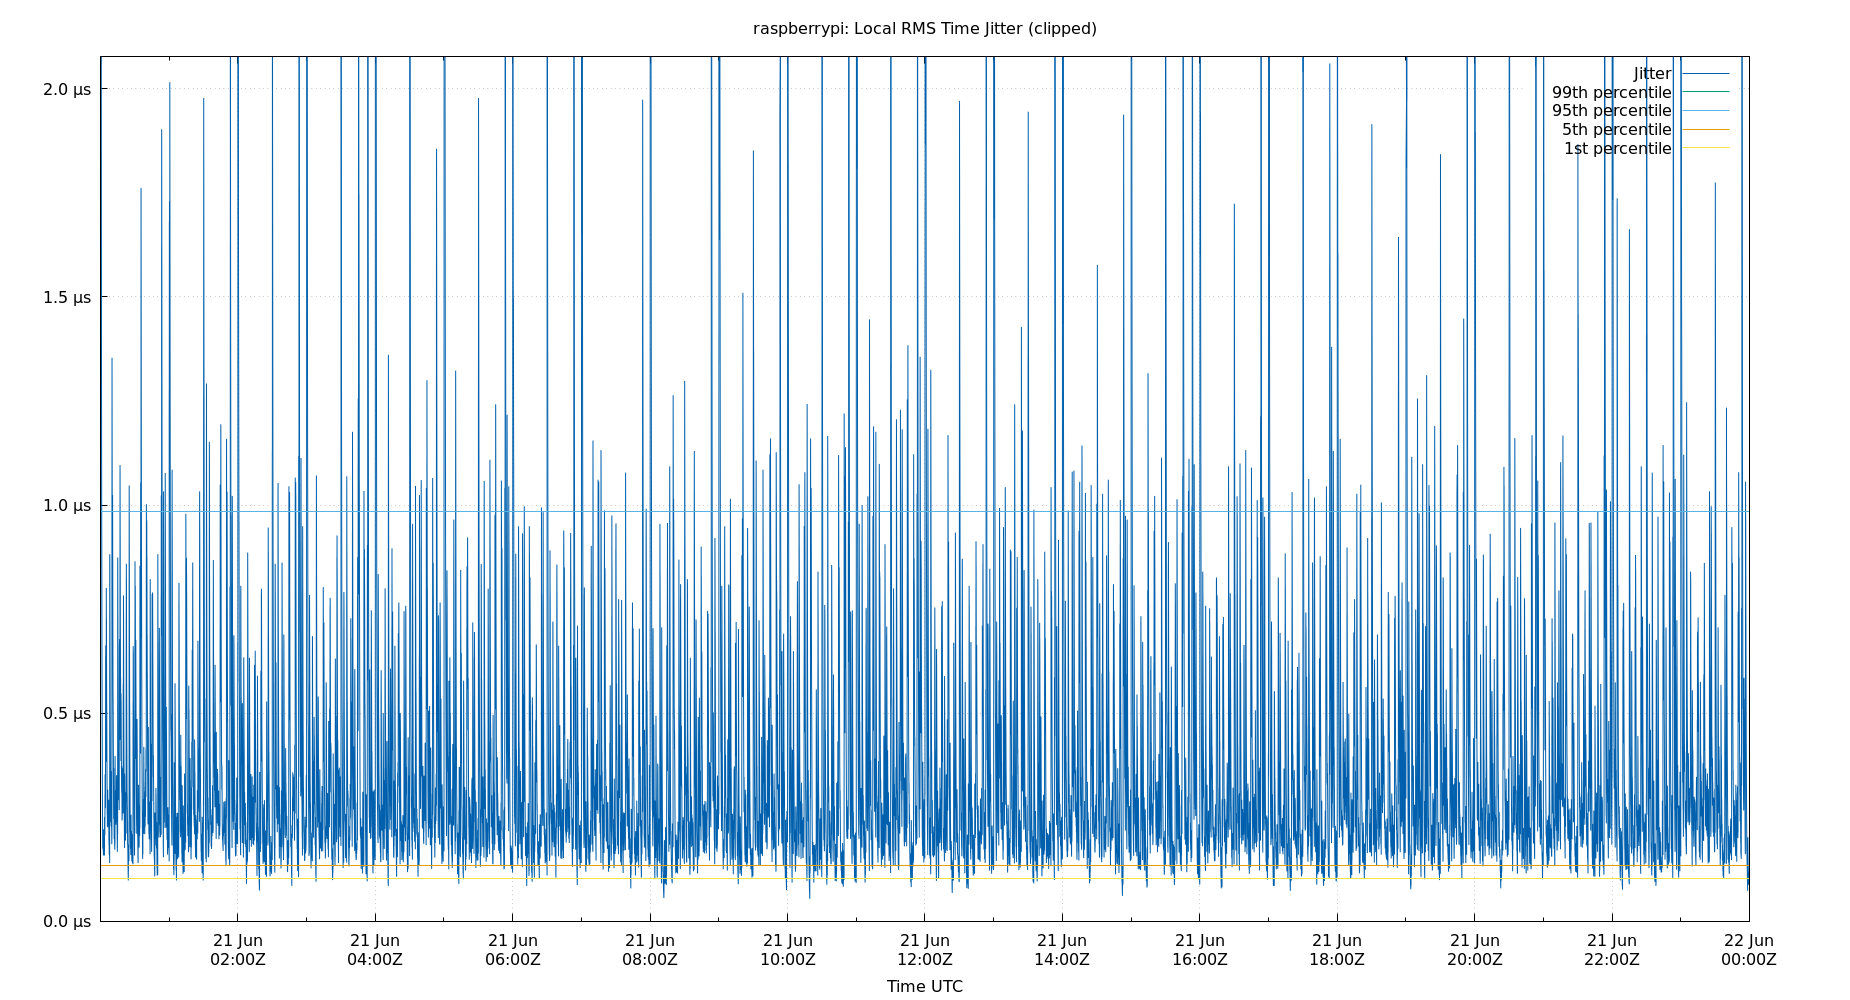 raspberrypi: Local RMS Time Jitter (clipped)
2.0 µs
1.5 µs
1.0 µs
0.5 µs
0.0 µs
Jitter
99th percentile
95th percentile
5th percentile
1st percentile
21 Jun 21 Jun 21 Jun 21 Jun 21 Jun 21 Jun 21 Jun 21 Jun 21 Jun 21 Jun 21 Jun 22 Jun
02:00Z 04:00Z 06:00Z 08:00Z 10:00Z 12:00Z 14:00Z 16:00Z 18:00Z 20:00Z 22:00Z 00:00Z
Time UTC